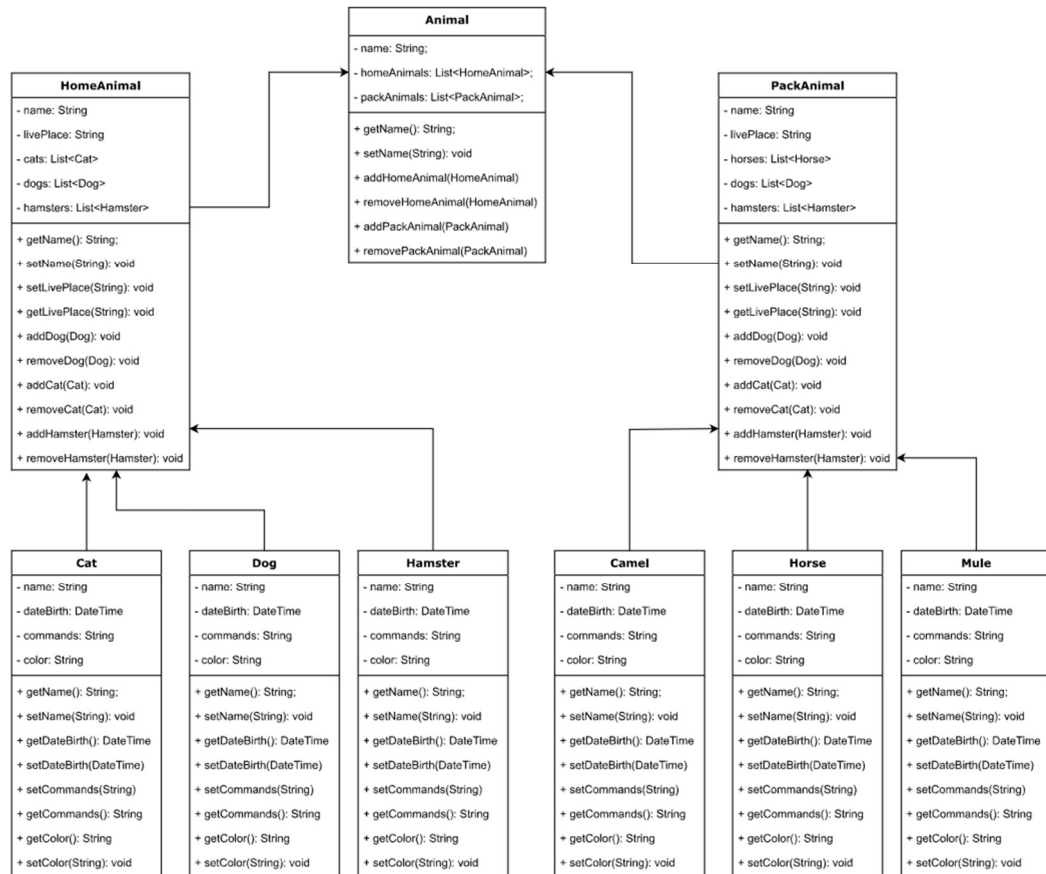 Animal
- name: String;
- homeAnimals: List<HomeAnimal>;
- packAnimals: List<PackAnimal>;
+ getName(): String;
+ setName(String): void
+ addHomeAnimal(HomeAnimal)
+ removeHomeAnimal(HomeAnimal)
+ addPackAnimal(PackAnimal)
+ removePackAnimal(PackAnimal)
HomeAnimal
- name: String
- livePlace: String
- cats: List<Cat>
- dogs: List<Dog>
- hamsters: List<Hamster>
+ getName(): String;
+ setName(String): void
+ setLivePlace(String): void
+ getLivePlace(String): void
+ addDog(Dog): void
+ removeDog(Dog): void
+ addCat(Cat): void
+ removeCat(Cat): void
+ addHamster(Hamster): void
+ removeHamster(Hamster): void
PackAnimal
- name: String
- livePlace: String
- horses: List<Horse>
- dogs: List<Dog>
- hamsters: List<Hamster>
+ getName(): String;
+ setName(String): void
+ setLivePlace(String): void
+ getLivePlace(String): void
+ addDog(Dog): void
+ removeDog(Dog): void
+ addCat(Cat): void
+ removeCat(Cat): void
+ addHamster(Hamster): void
+ removeHamster(Hamster): void
Cat
- name: String
- dateBirth: DateTime
- commands: String
- color: String
+ getName(): String;
+ setName(String): void
+ getDateBirth(): DateTime
+ setDateBirth(DateTime)
+ setCommands(String)
+ getCommands(): String
+ getColor(): String
+ setColor(String): void
Dog
- name: String
- dateBirth: DateTime
- commands: String
- color: String
+ getName(): String;
+ setName(String): void
+ getDateBirth(): DateTime
+ setDateBirth(DateTime)
+ setCommands(String)
+ getCommands(): String
+ getColor(): String
+ setColor(String): void
Hamster
- name: String
- dateBirth: DateTime
- commands: String
- color: String
+ getName(): String;
+ setName(String): void
+ getDateBirth(): DateTime
+ setDateBirth(DateTime)
+ setCommands(String)
+ getCommands(): String
+ getColor(): String
+ setColor(String): void
Camel
- name: String
- dateBirth: DateTime
- commands: String
- color: String
+ getName(): String;
+ setName(String): void
+ getDateBirth(): DateTime
+ setDateBirth(DateTime)
+ setCommands(String)
+ getCommands(): String
+ getColor(): String
+ setColor(String): void
Horse
- name: String
- dateBirth: DateTime
- commands: String
- color: String
+ getName(): String;
+ setName(String): void
+ getDateBirth(): DateTime
+ setDateBirth(DateTime)
+ setCommands(String)
+ getCommands(): String
+ getColor(): String
+ setColor(String): void
Mule
- name: String
- dateBirth: DateTime
- commands: String
- color: String
+ getName(): String;
+ setName(String): void
+ getDateBirth(): DateTime
+ setDateBirth(DateTime)
+ setCommands(String)
+ getCommands(): String
+ getColor(): String
+ setColor(String): void